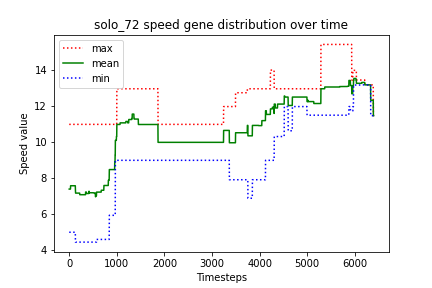 solo_72 speed gene distribution over time
max
mean
min
Speed value
14
12
10
8
6
4
0 1000 2000 3000 4000 5000 6000
Timesteps